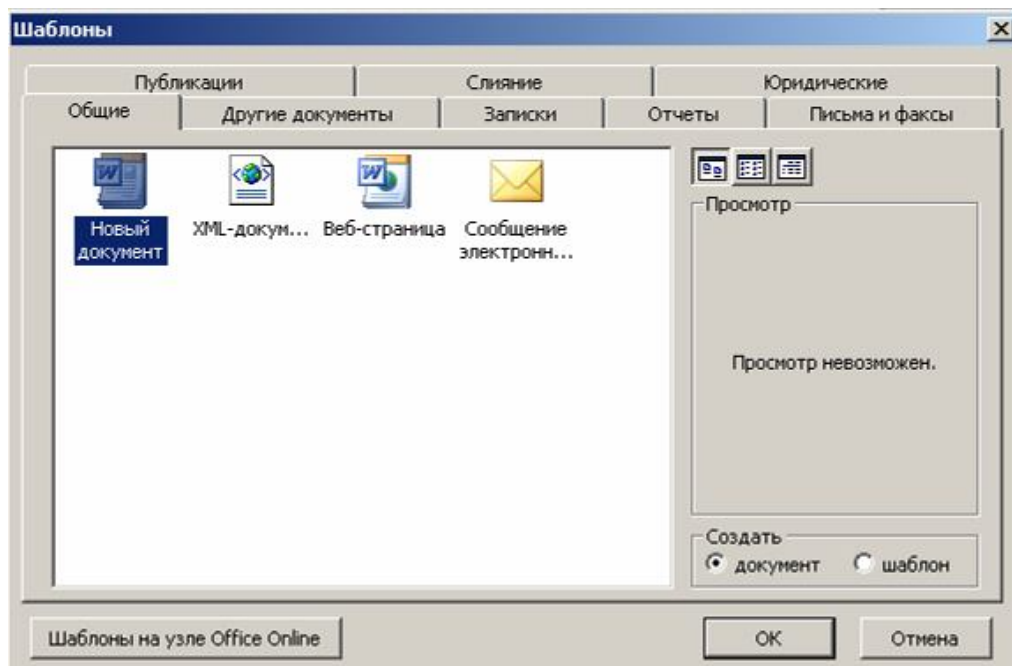 Шаблоны
Публикации Слияние Юридические
Общие Другие документы Записки Отчеты Письма и факсы
Новый документ
XML-докум...
Веб-страница
Сообщение электронн...
Просмотр
Просмотр невозможен.
Создать
документ шаблон
Шаблоны на узле Office Online ОК Отмена